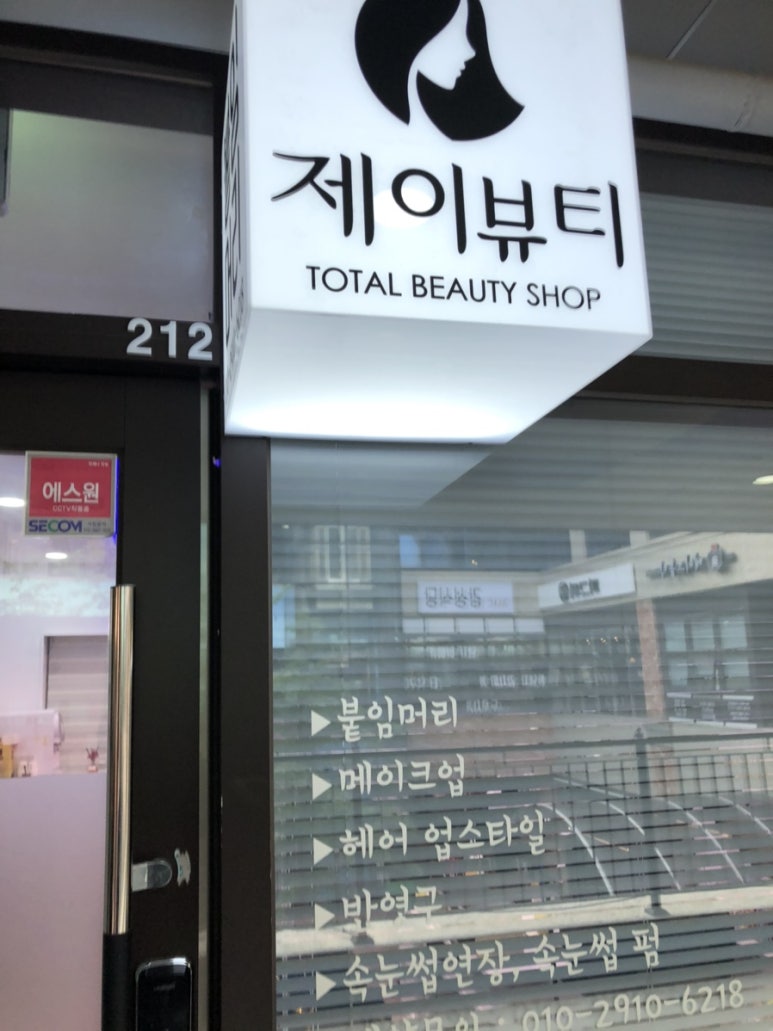 제이뷰티
TOTAL BEAUTY SHOP
212
에스원
SECOM
▶붙임머리
▶메이크업
▶헤어 업소타일
▶반영구
▶속눈썹연장, 속눈썹 펌
: 010-2910-6218